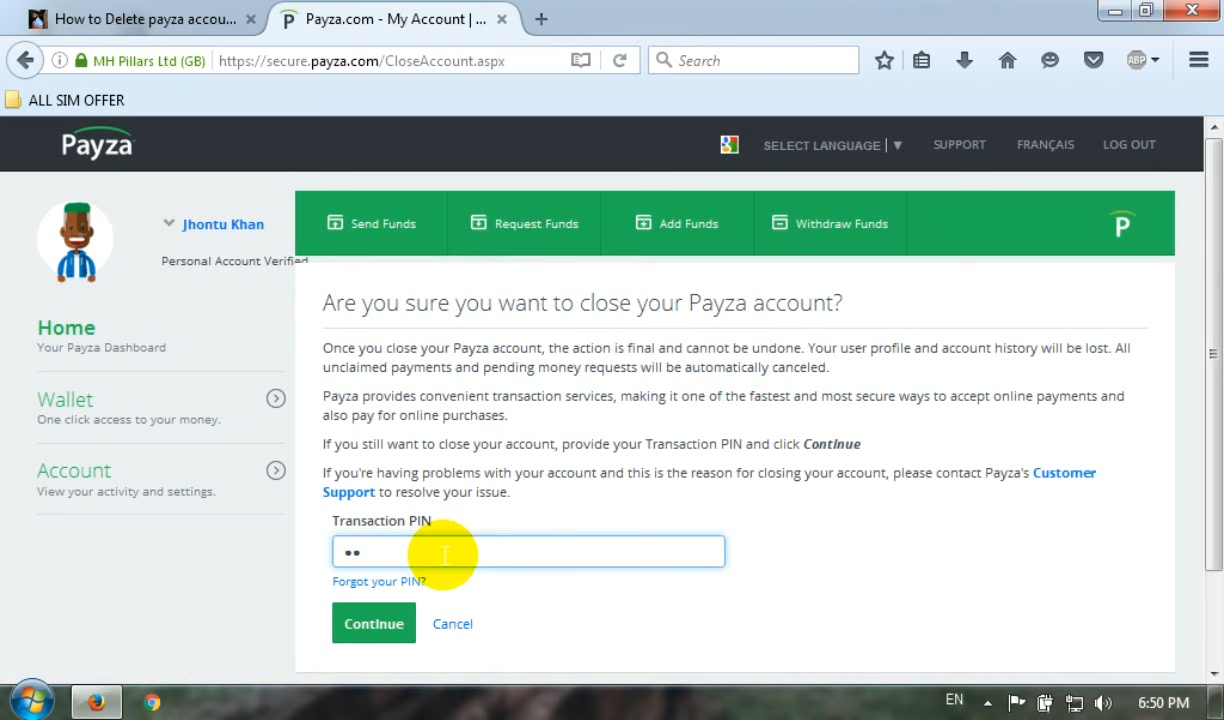 How to Delete payza accou...
Payza.com - My Account | ...
MH Pillars Ltd (GB)
https://secure.payza.com/CloseAccount.aspx
Search
ABP
ALL SIM OFFER
Payza
SELECT LANGUAGE | ▼
SUPPORT
FRANÇAIS
LOG OUT
Jhontu Khan
Personal Account Verified
Send Funds
Request Funds
Add Funds
Withdraw Funds
P
Home
Your Payza Dashboard
Wallet
One click access to your money.
Account
View your activity and settings.
Are you sure you want to close your Payza account?
Once you close your Payza account, the action is final and cannot be undone. Your user profile and account history will be lost. All
unclaimed payments and pending money requests will be automatically canceled.
Payza provides convenient transaction services, making it one of the fastest and most secure ways to accept online payments and
also pay for online purchases.
If you still want to close your account, provide your Transaction PIN and click Continue
If you're having problems with your account and this is the reason for closing your account, please contact Payza's Customer
Support to resolve your issue.
Transaction PIN
••
Forgot your PIN?
Continue
Cancel
EN
6:50 PM